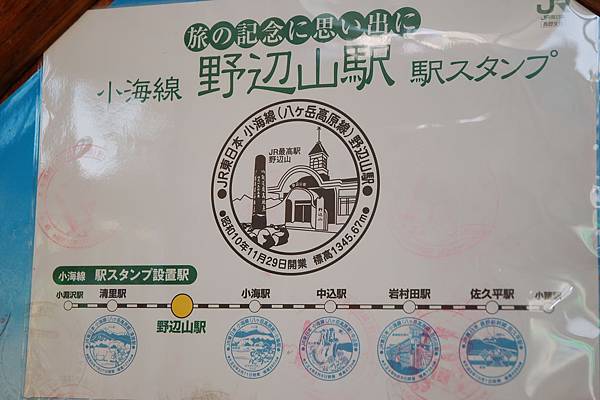 JR
旅の記念に思い出に
小海線 野辺山駅 駅スタンプ
JR東日本 小海線(八ヶ岳高原線)野辺山駅
JR最高駅
野辺山
昭和10年11月29日開業 標高1345.67m
小海線 駅スタンプ設置駅
小淵沢駅 清里駅 小海駅 中込駅 岩村田駅 佐久平駅 小諸駅
野辺山駅